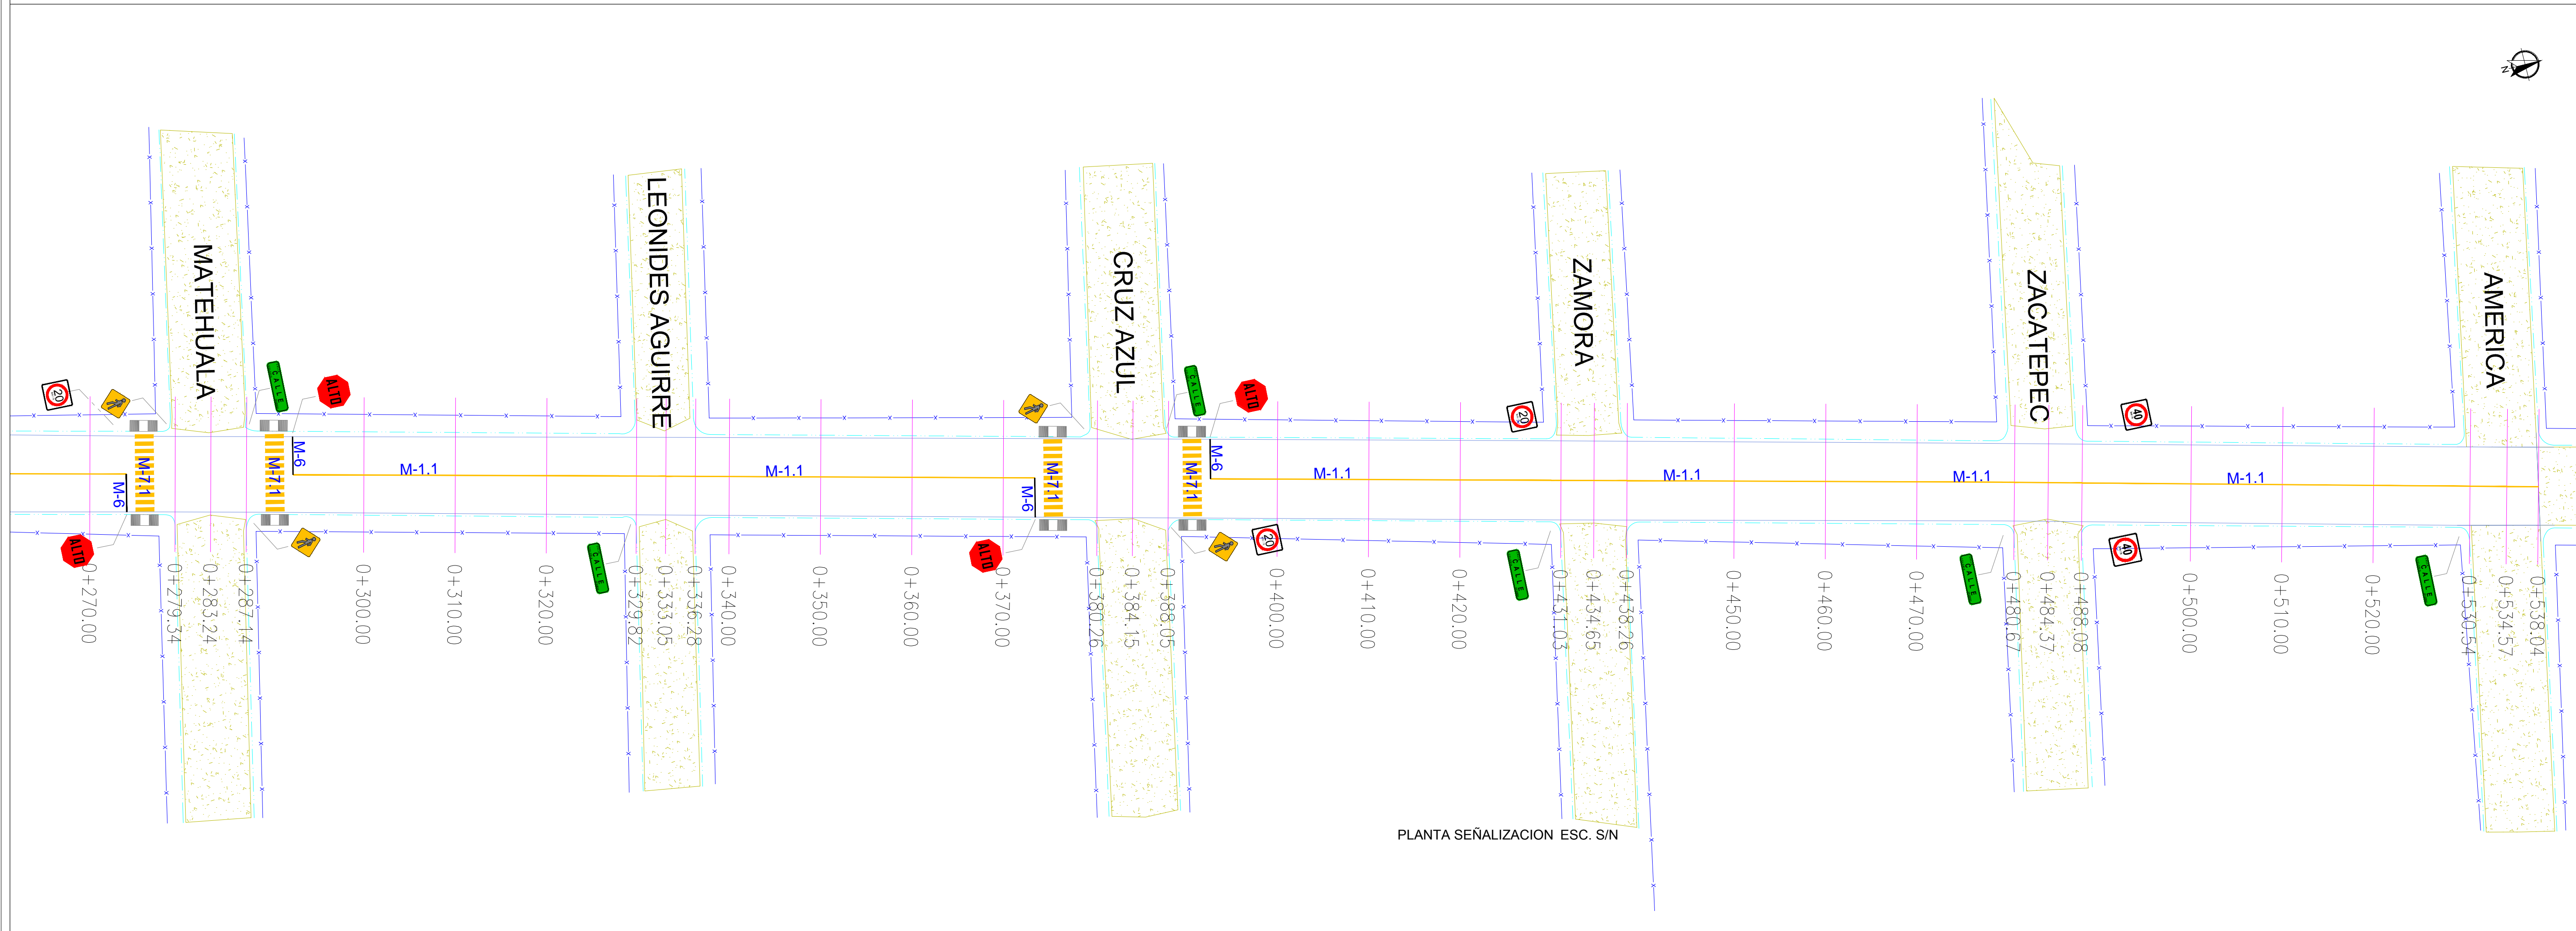 N
MATEHUALA
LEONIDES AGUIRRE
CRUZ AZUL
ZAMORA
ZACATEPEC
AMERICA
20
CALLE
ALTO
CALLE
ALTO
20
40
M-7.1
M-7.1
M-6
M-1.1
M-1.1
M-7.1
M-7.1
M-6
M-1.1
M-1.1
M-1.1
M-1.1
M-6
M-6
ALTO
CALLE
ALTO
20
CALLE
CALLE
40
CALLE
0+270.00
0+279.34
0+283.24
0+287.14
0+300.00
0+310.00
0+320.00
0+329.82
0+333.05
0+336.28
0+340.00
0+350.00
0+360.00
0+370.00
0+380.26
0+384.15
0+388.05
0+400.00
0+410.00
0+420.00
0+431.03
0+434.65
0+438.26
0+450.00
0+460.00
0+470.00
0+480.67
0+484.37
0+488.08
0+500.00
0+510.00
0+520.00
0+530.54
0+534.57
0+538.04
PLANTA SEÑALIZACION ESC. S/N